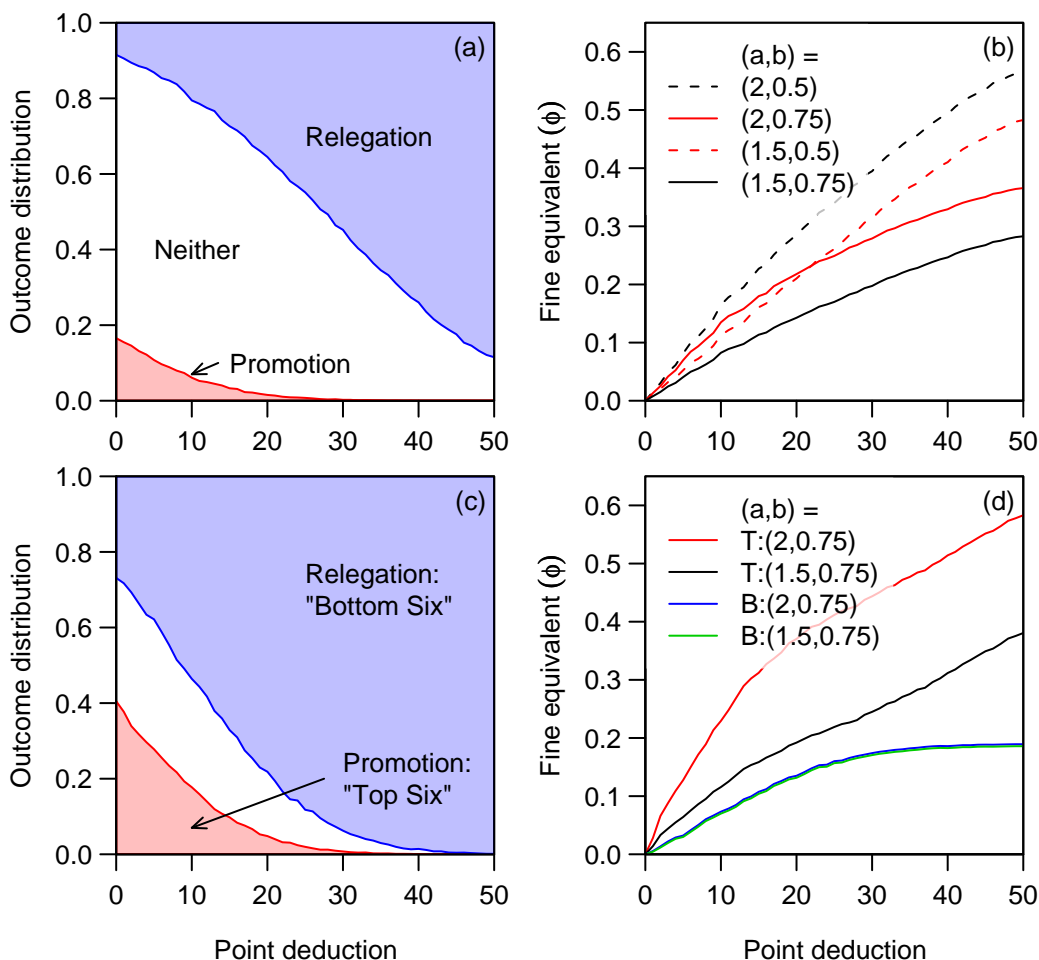 (a)
Outcome distribution
1.0
0.8
0.6
0.4
0.2
0.0
Relegation
Neither
Promotion
0 10 20 30 40 50
(b)
Fine equivalent (ϕ)
0.6
0.5
0.4
0.3
0.2
0.1
0.0
(a,b) =
(2,0.5)
(2,0.75)
(1.5,0.5)
(1.5,0.75)
0 10 20 30 40 50
(c)
Outcome distribution
1.0
0.8
0.6
0.4
0.2
0.0
Relegation:
"Bottom Six"
Promotion:
"Top Six"
0 10 20 30 40 50
Point deduction
(d)
Fine equivalent (ϕ)
0.6
0.5
0.4
0.3
0.2
0.1
0.0
(a,b) =
T:(2,0.75)
T:(1.5,0.75)
B:(2,0.75)
B:(1.5,0.75)
0 10 20 30 40 50
Point deduction